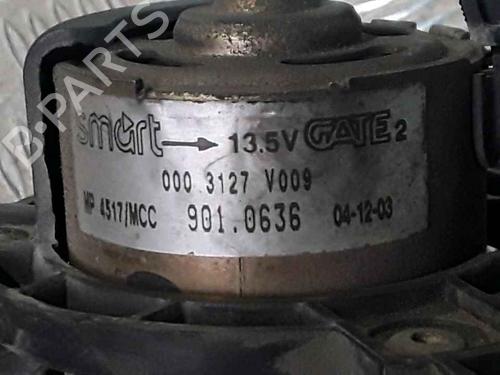 B-PARTS
smart → 13.5V GATE 2
000 3127 V009
MP 4517/MCC 901.0636 04-12-03